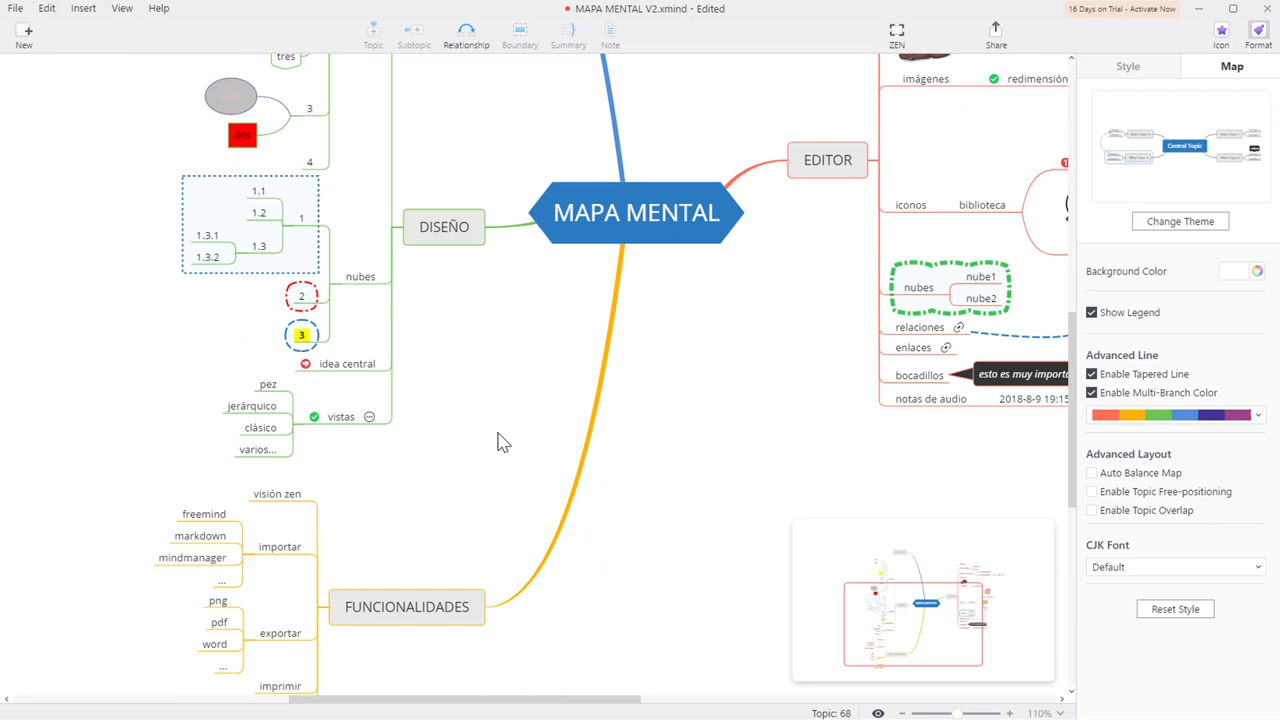 File Edit Insert View Help
MAPA MENTAL V2.xmind - Edited
16 Days on Trial - Activate Now
New
Topic
Subtopic
Relationship
Boundary
Summary
Note
ZEN
Share
Icon
Format
tres
3
dos
4
1.1
1.2
1
1.3.1
1.3
1.3.2
nubes
2
3
idea central
pez
jerárquico
clásico
varios...
vistas
DISEÑO
MAPA MENTAL
EDITOR
imágenes
redimensión
iconos
biblioteca
nubes
nube1
nube2
relaciones
enlaces
bocadillos
esto es muy importa
notas de audio
2018-8-9 19:15
visión zen
freemind
markdown
mindmanager
...
importar
png
pdf
word
...
exportar
imprimir
FUNCIONALIDADES
Style
Map
Central Topic
Change Theme
Background Color
Show Legend
Advanced Line
Enable Tapered Line
Enable Multi-Branch Color
Advanced Layout
Auto Balance Map
Enable Topic Free-positioning
Enable Topic Overlap
CJK Font
Default
Reset Style
Topic: 68
110%